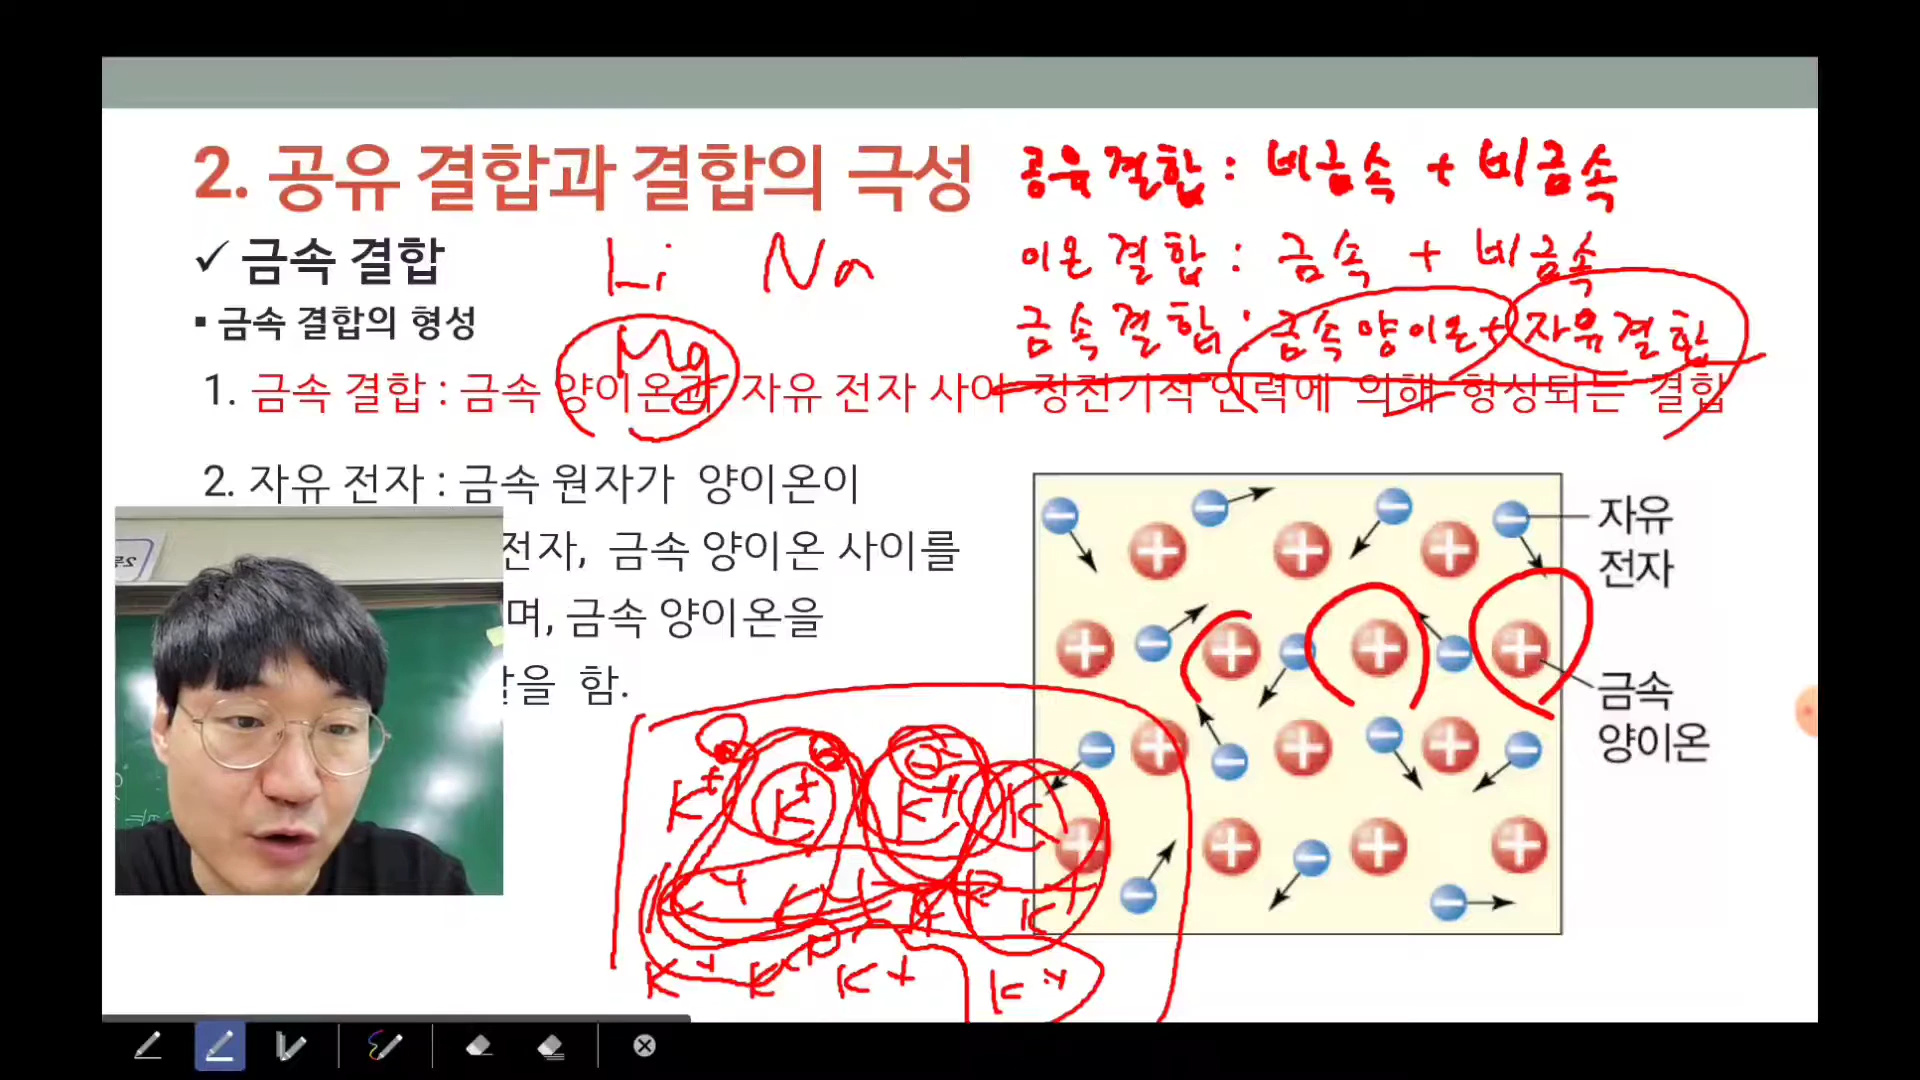 2. 공유 결합과 결합의 극성
공유결합 : 비금속 + 비금속
✓ 금속 결합
Li Na
이온결합 : 금속 + 비금속
▪ 금속 결합의 형성
Mg
금속결합 : 금속양이온+자유결합
1. 금속 결합 : 금속 양이온과 자유 전자 사이 정전기적 인력에 의해 형성되는 결합
2. 자유 전자 : 금속 원자가 양이온이
전자, 금속 양이온 사이를
며, 금속 양이온을
을 함.
자유
전자
금속
양이온
K+ K+ K+ K
K+ K+ K+ K+